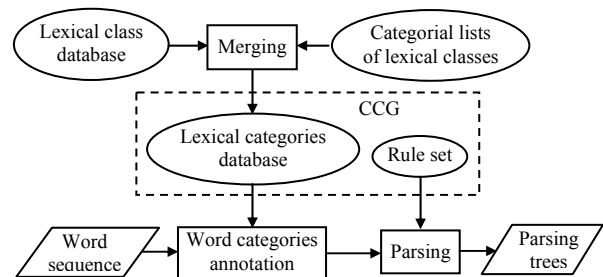 Lexical class
database
Merging
Categorial lists
of lexical classes
CCG
Lexical categories
database
Rule set
Word
sequence
Word categories
annotation
Parsing
Parsing
trees